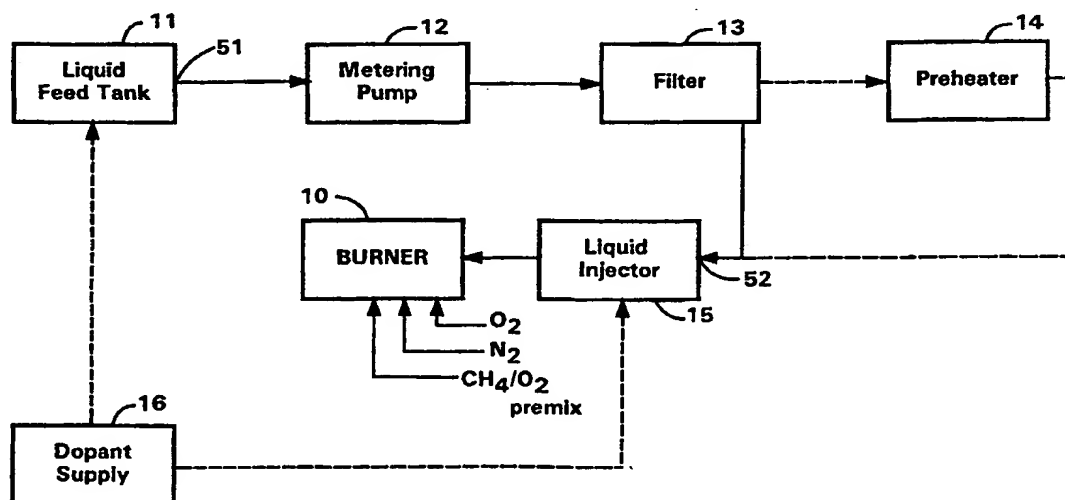 11
51
Liquid
Feed Tank
12
Metering
Pump
13
Filter
14
Preheater
10
BURNER
Liquid
Injector
52
15
O2
N2
CH4/O2
premix
16
Dopant
Supply